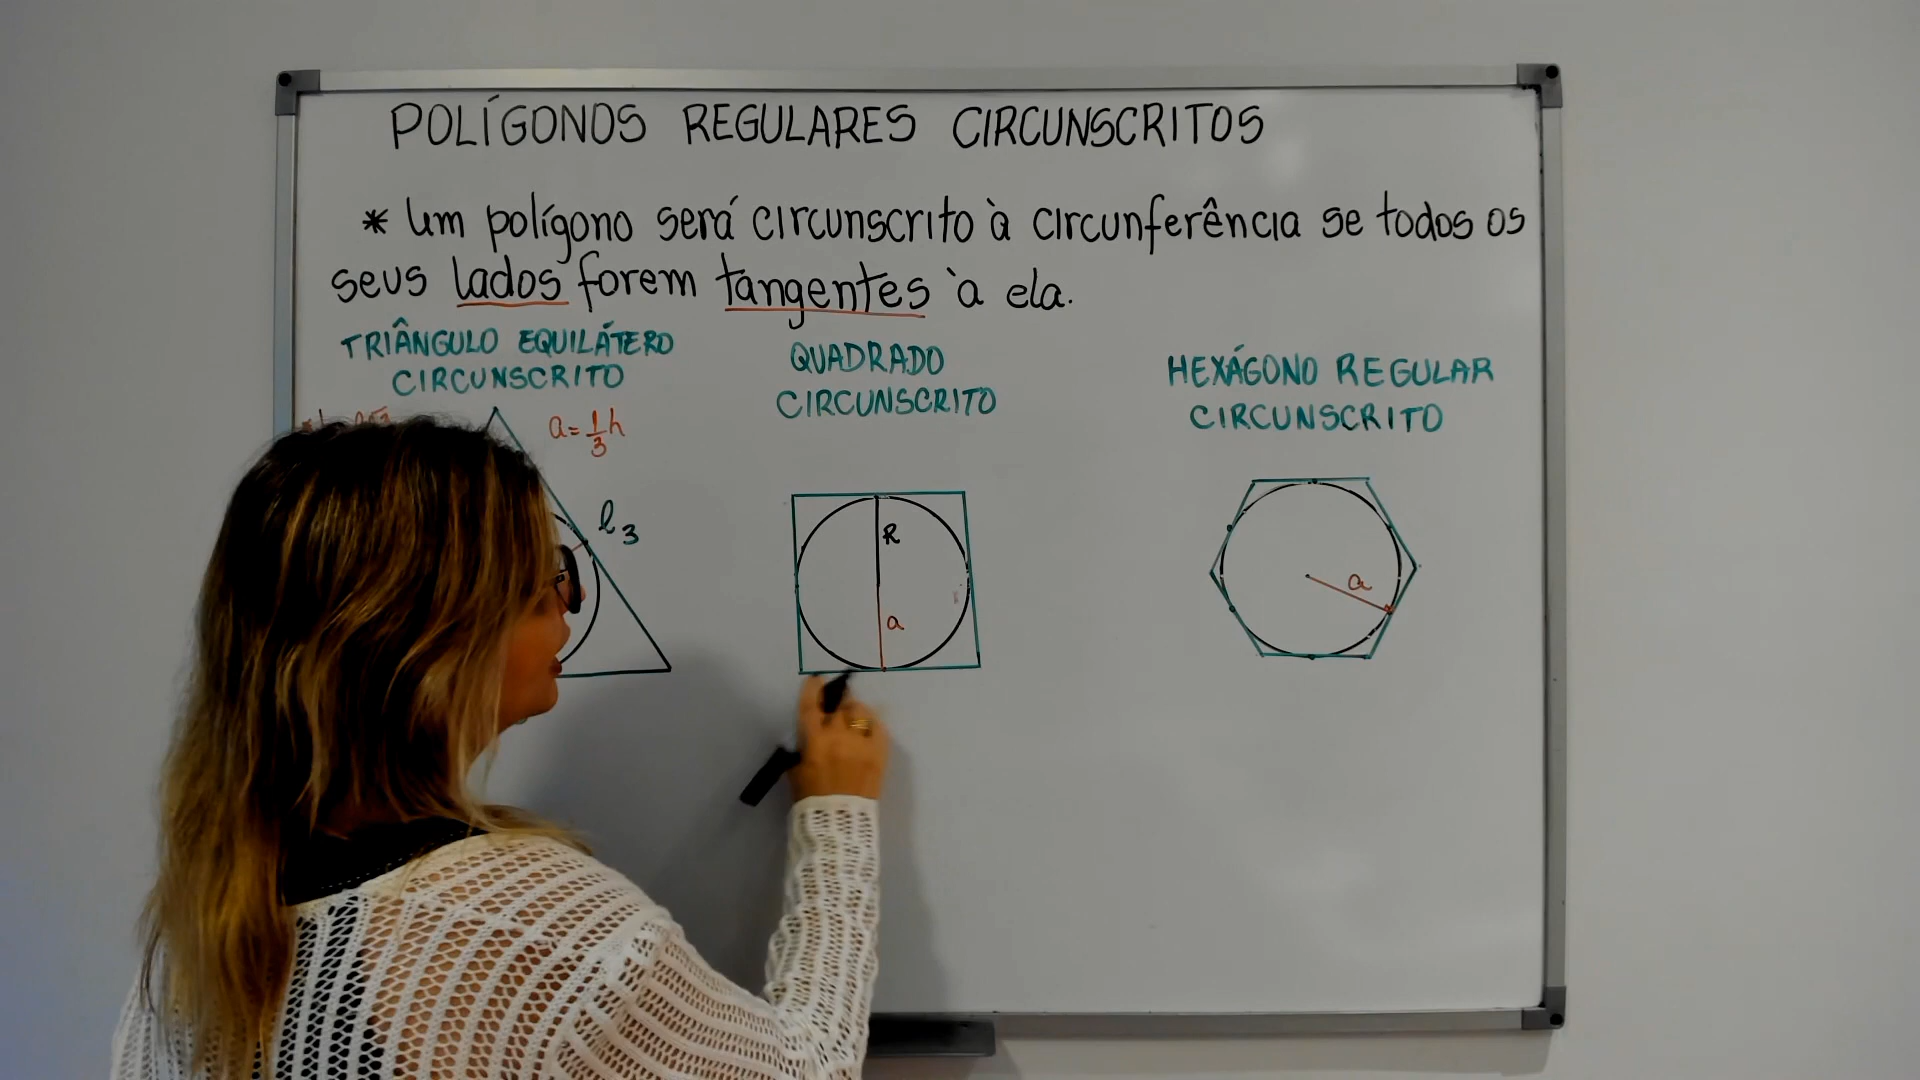 POLÍGONOS REGULARES CIRCUNSCRITOS
* Um polígono será circunscrito à circunferência se todos os
seus lados forem tangentes à ela.
TRIÂNGULO EQUILÁTERO
CIRCUNSCRITO
a = 1/3 h
l3
QUADRADO
CIRCUNSCRITO
R
a
HEXÁGONO REGULAR
CIRCUNSCRITO
a